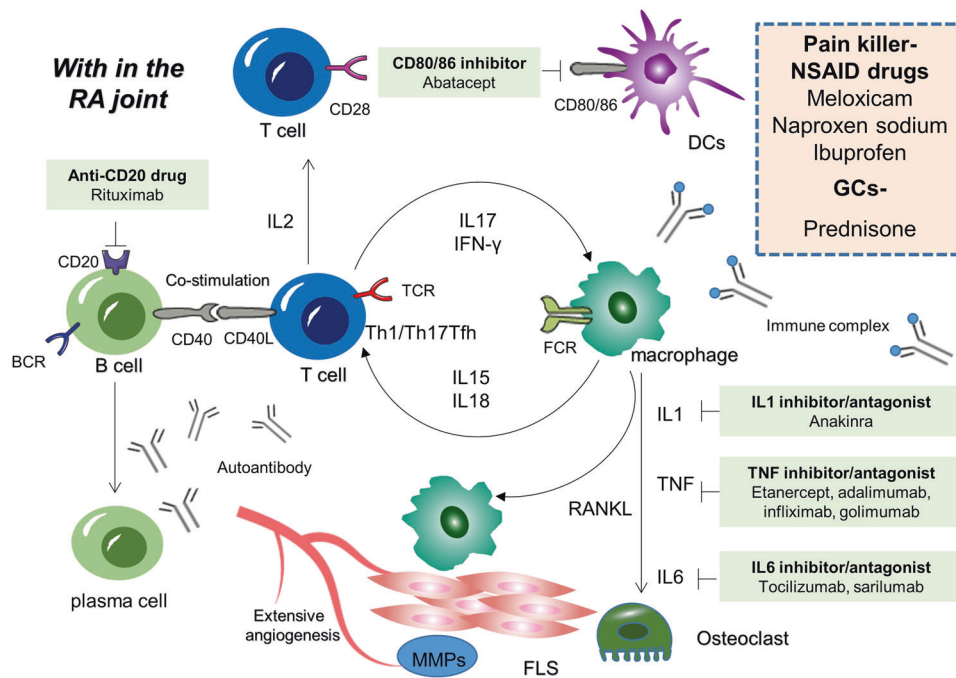 With in the
RA joint
T cell
CD28
CD80/86 inhibitor
Abatacept
CD80/86
DCs
Pain killer-
NSAID drugs
Meloxicam
Naproxen sodium
Ibuprofen
GCs-
Prednisone
Anti-CD20 drug
Rituximab
IL2
IL17
IFN-γ
CD20
Co-stimulation
TCR
BCR
B cell
CD40
CD40L
T cell
Th1/Th17Tfh
FCR
macrophage
Immune complex
IL15
IL18
IL1
IL1 inhibitor/antagonist
Anakinra
Autoantibody
RANKL
TNF
TNF inhibitor/antagonist
Etanercept, adalimumab,
infliximab, golimumab
IL6
IL6 inhibitor/antagonist
Tocilizumab, sarilumab
plasma cell
Extensive
angiogenesis
MMPs
FLS
Osteoclast